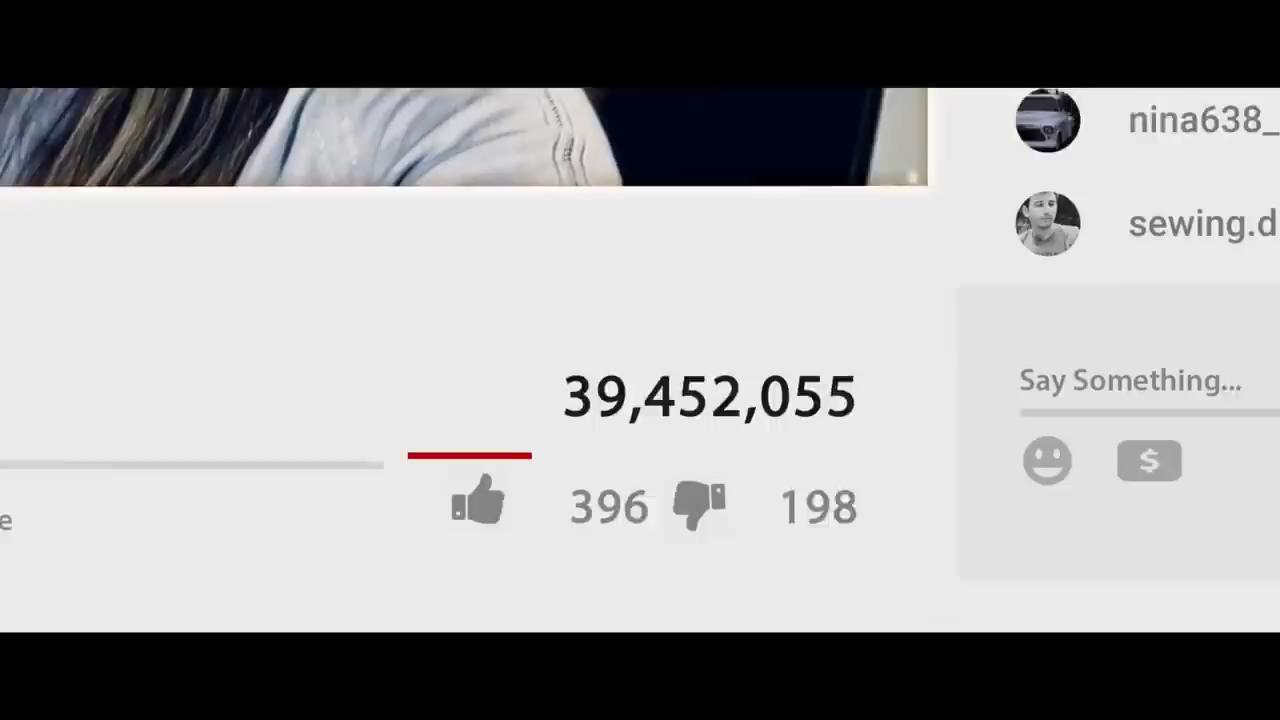 nina638_
sewing.d
39,452,055
Say Something...
396 198
e
$